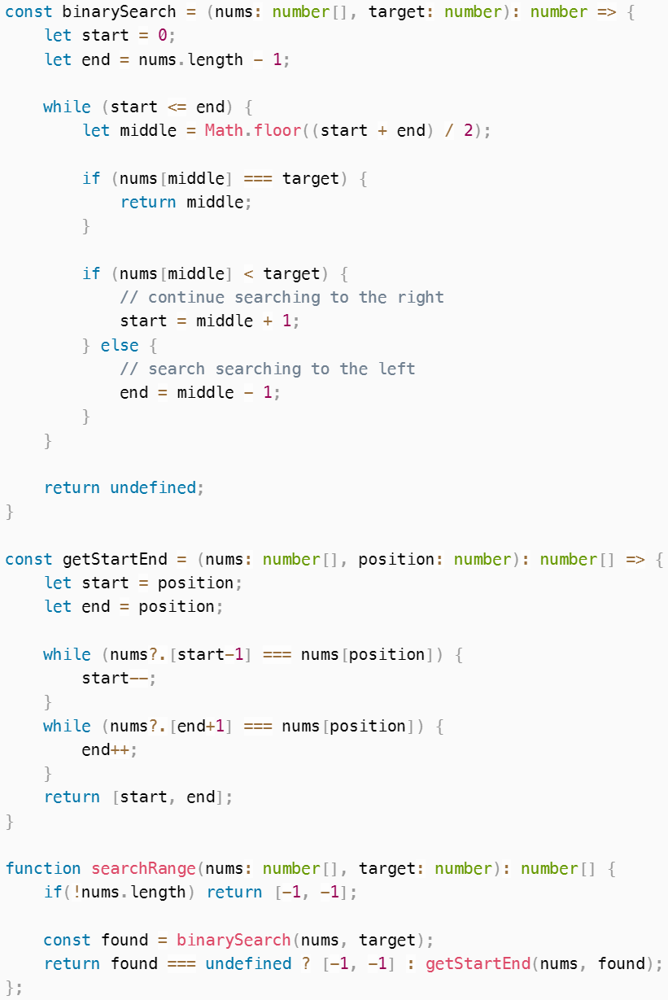 const binarySearch = (nums: number[], target: number): number => {
    let start = 0;
    let end = nums.length - 1;

    while (start <= end) {
        let middle = Math.floor((start + end) / 2);

        if (nums[middle] === target) {
            return middle;
        }

        if (nums[middle] < target) {
            // continue searching to the right
            start = middle + 1;
        } else {
            // search searching to the left
            end = middle - 1;
        }
    }

    return undefined;
}

const getStartEnd = (nums: number[], position: number): number[] => {
    let start = position;
    let end = position;

    while (nums?.[start-1] === nums[position]) {
        start--;
    }
    while (nums?.[end+1] === nums[position]) {
        end++;
    }
    return [start, end];
}

function searchRange(nums: number[], target: number): number[] {
    if(!nums.length) return [-1, -1];

    const found = binarySearch(nums, target);
    return found === undefined ? [-1, -1] : getStartEnd(nums, found);
};